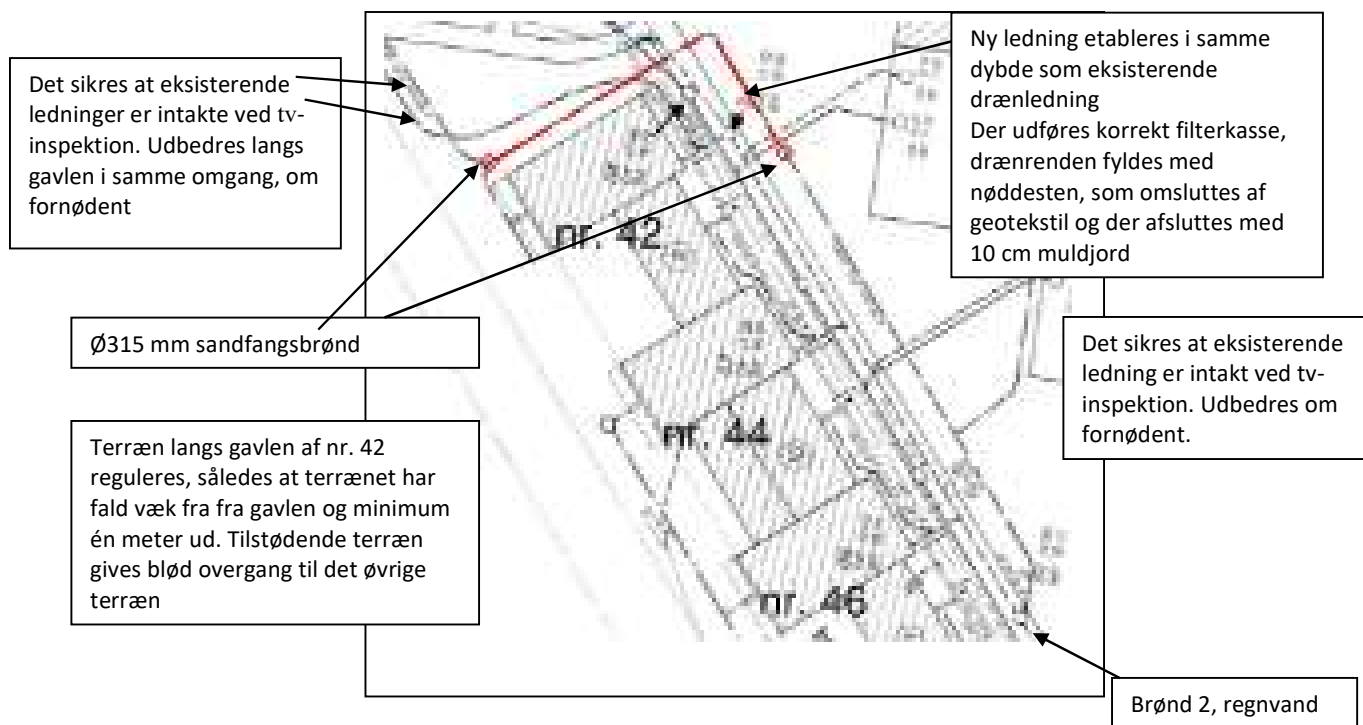 Det sikres at eksisterende
ledninger er intakte ved tv-
inspektion. Udbedres langs
gavlen i samme omgang, om
fornødent
Ny ledning etableres i samme
dybde som eksisterende
drænledning
Der udføres korrekt filterkasse,
drænrenden fyldes med
nøddesten, som omsluttes af
geotekstil og der afsluttes med
10 cm muldjord
Ø315 mm sandfangsbrønd
Det sikres at eksisterende
ledning er intakt ved tv-
inspektion. Udbedres om
fornødent.
Terræn langs gavlen af nr. 42
reguleres, således at terrænet har
fald væk fra fra gavlen og minimum
én meter ud. Tilstødende terræn
gives blød overgang til det øvrige
terræn
nr. 42
nr. 44
nr. 46
Brønd 2, regnvand